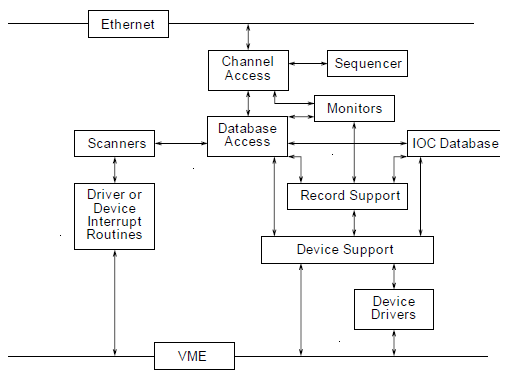 Ethernet
Channel
Access
Sequencer
Monitors
Database
Access
Scanners
IOC Database
Driver or
Device
Interrupt
Routines
Record Support
Device Support
Device
Drivers
VME